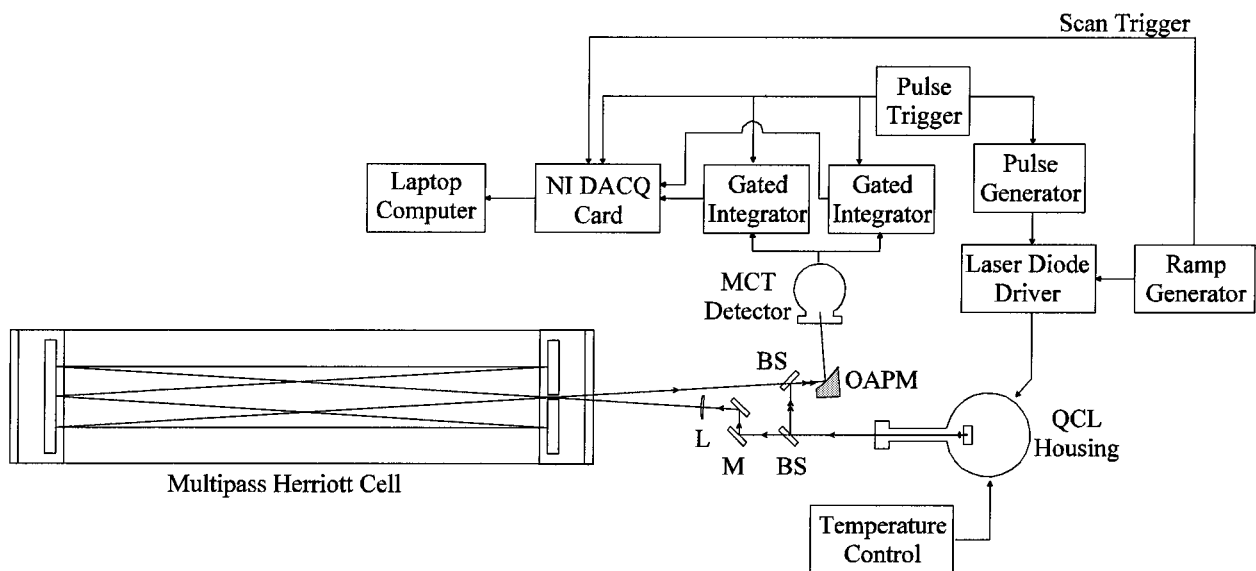 Scan Trigger
Pulse
Trigger
Laptop
Computer
NI DACQ
Card
Gated
Integrator
Gated
Integrator
Pulse
Generator
Laser Diode
Driver
Ramp
Generator
MCT
Detector
BS
OAPM
L
M
BS
QCL
Housing
Multipass Herriott Cell
Temperature
Control